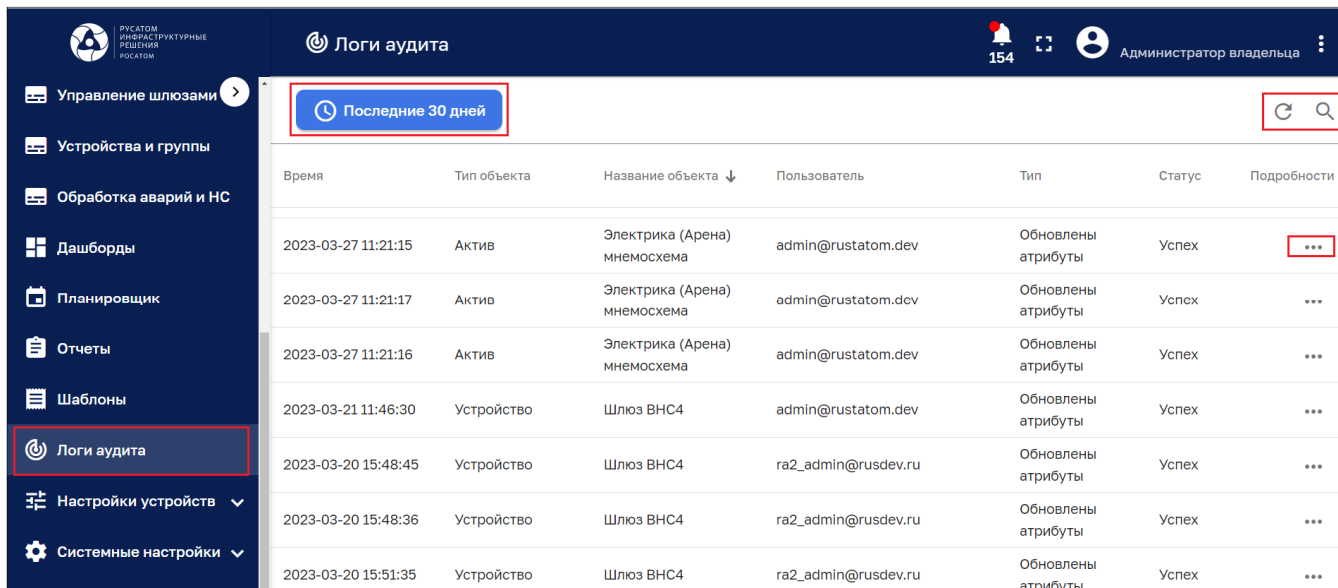 РУСАТОМ
ИНФРАСТРУКТУРНЫЕ
РЕШЕНИЯ
РОСАТОМ
Логи аудита
154
Администратор владельца
Управление шлюзами
Устройства и группы
Обработка аварий и НС
Дашборды
Планировщик
Отчеты
Шаблоны
Логи аудита
Настройки устройств
Системные настройки
Последние 30 дней
Время Тип объекта Название объекта Пользователь Тип Статус Подробности
2023-03-27 11:21:15 Актив Электрика (Арена) admin@rustatom.dev Обновлены Успех
мнемосхема атрибуты
2023-03-27 11:21:17 Актив Электрика (Арена) admin@rustatom.dev Обновлены Успех
мнемосхема атрибуты
2023-03-27 11:21:16 Актив Электрика (Арена) admin@rustatom.dev Обновлены Успех
мнемосхема атрибуты
2023-03-21 11:46:30 Устройство Шлюз ВНС4 admin@rustatom.dev Обновлены Успех
атрибуты
2023-03-20 15:48:45 Устройство Шлюз ВНС4 ra2_admin@rusdev.ru Обновлены Успех
атрибуты
2023-03-20 15:48:36 Устройство Шлюз ВНС4 ra2_admin@rusdev.ru Обновлены Успех
атрибуты
2023-03-20 15:51:35 Устройство Шлюз ВНС4 ra2_admin@rusdev.ru Обновлены Успех
атрибуты